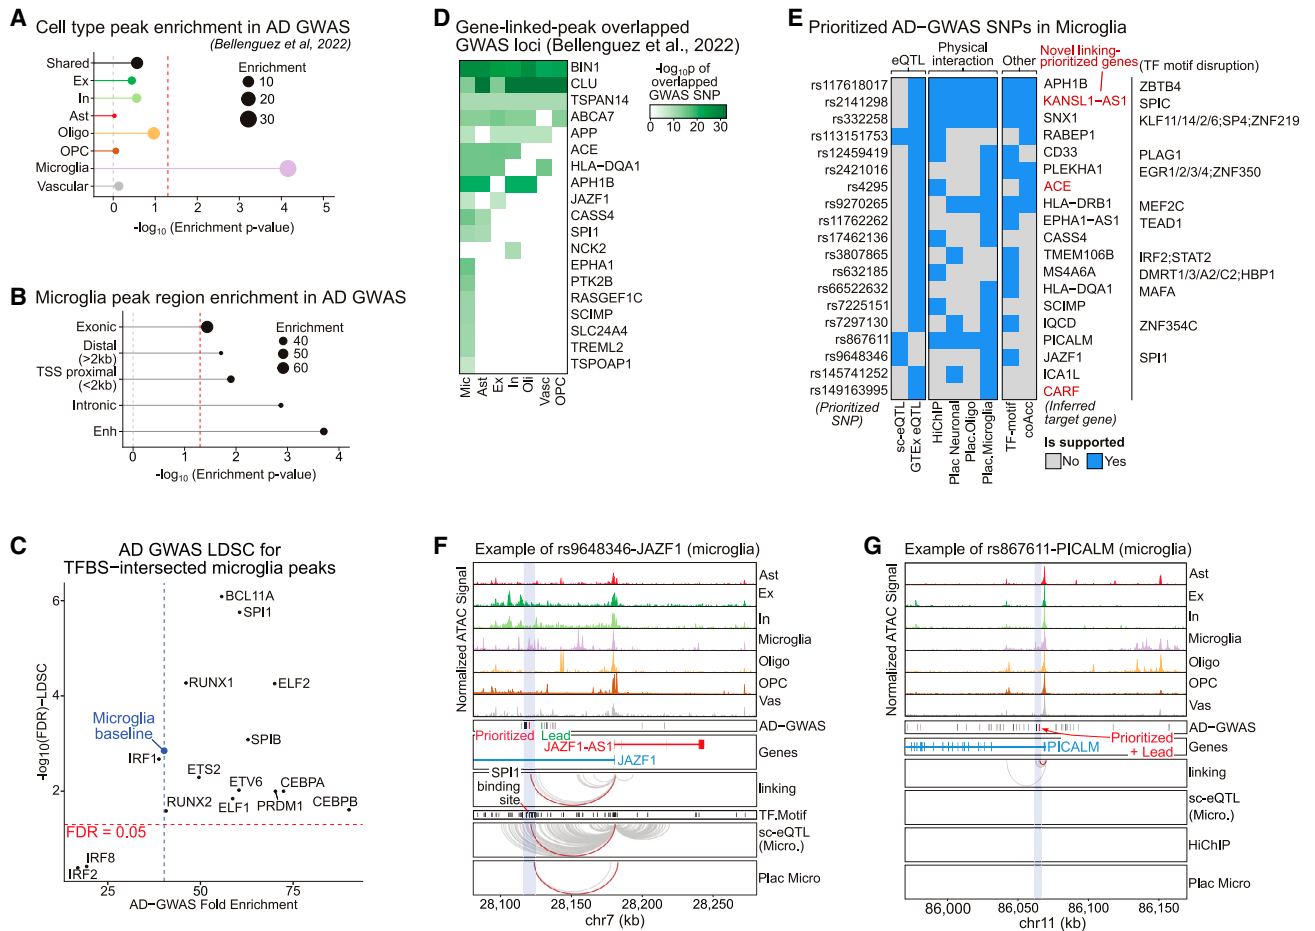 A Cell type peak enrichment in AD GWAS
(Bellenguez et al, 2022)
Shared
Ex
In
Ast
Oligo
OPC
Microglia
Vascular
Enrichment
10
20
30
0 1 2 3 4 5
-log10 (Enrichment p-value)
B Microglia peak region enrichment in AD GWAS
Exonic
Distal
(>2kb)
TSS proximal
(<2kb)
Intronic
Enh
Enrichment
40
50
60
0 1 2 3 4
-log10 (Enrichment p-value)
C AD GWAS LDSC for
TFBS−intersected microglia peaks
-log10(FDR)−LDSC
6
4
2
BCL11A
SPI1
RUNX1
ELF2
Microglia
baseline
SPIB
IRF1
ETS2
ETV6
CEBPA
RUNX2
ELF1
PRDM1
CEBPB
FDR = 0.05
IRF8
IRF2
25 50 75
AD−GWAS Fold Enrichment
D Gene-linked-peak overlapped
GWAS loci (Bellenguez et al., 2022)
BIN1
CLU
TSPAN14
ABCA7
APP
ACE
HLA−DQA1
APH1B
JAZF1
CASS4
SPI1
NCK2
EPHA1
PTK2B
RASGEF1C
SCIMP
SLC24A4
TREML2
TSPOAP1
Mic Ast Ex In Oli Vasc OPC
-log10p of
overlapped
GWAS SNP
0 10 20 30
E Prioritized AD−GWAS SNPs in Microglia
eQTL
Physical
interaction
Other
Novel linking-
prioritized genes
(TF motif disruption)
rs117618017 APH1B ZBTB4
rs2141298 KANSL1−AS1 SPIC
rs332258 SNX1 KLF11/14/2/6;SP4;ZNF219
rs113151753 RABEP1
rs12459419 CD33 PLAG1
rs2421016 PLEKHA1 EGR1/2/3/4;ZNF350
rs4295 ACE
rs9270265 HLA−DRB1 MEF2C
rs11762262 EPHA1−AS1 TEAD1
rs17462136 CASS4
rs3807865 TMEM106B IRF2;STAT2
rs632185 MS4A6A DMRT1/3/A2/C2;HBP1
rs66522632 HLA−DQA1 MAFA
rs7225151 SCIMP
rs7297130 IQCD ZNF354C
rs867611 PICALM
rs9648346 JAZF1 SPI1
rs145741252 ICA1L
rs149163995 CARF
(Prioritized
SNP)
sc−eQTL
GTEx eQTL
HiChIP
Plac Neuronal
Plac.Oligo
Plac.Microglia
TF−motif
coAcc
(Inferred
target gene)
Is supported
No Yes
F Example of rs9648346-JAZF1 (microglia)
Normalized ATAC Signal
Ast
Ex
In
Microglia
Oligo
OPC
Vas
AD−GWAS
Prioritized Lead
JAZF1-AS1
JAZF1
Genes
SPI1
binding
site
linking
TF.Motif
sc-eQTL
(Micro.)
Plac Micro
28,100 28,150 28,200 28,250
chr7 (kb)
G Example of rs867611-PICALM (microglia)
Normalized ATAC Signal
Ast
Ex
In
Microglia
Oligo
OPC
Vas
AD−GWAS
Prioritized
+ Lead
PICALM
Genes
linking
sc-eQTL
(Micro.)
HiChIP
Plac Micro
86,000 86,050 86,100 86,150
chr11 (kb)